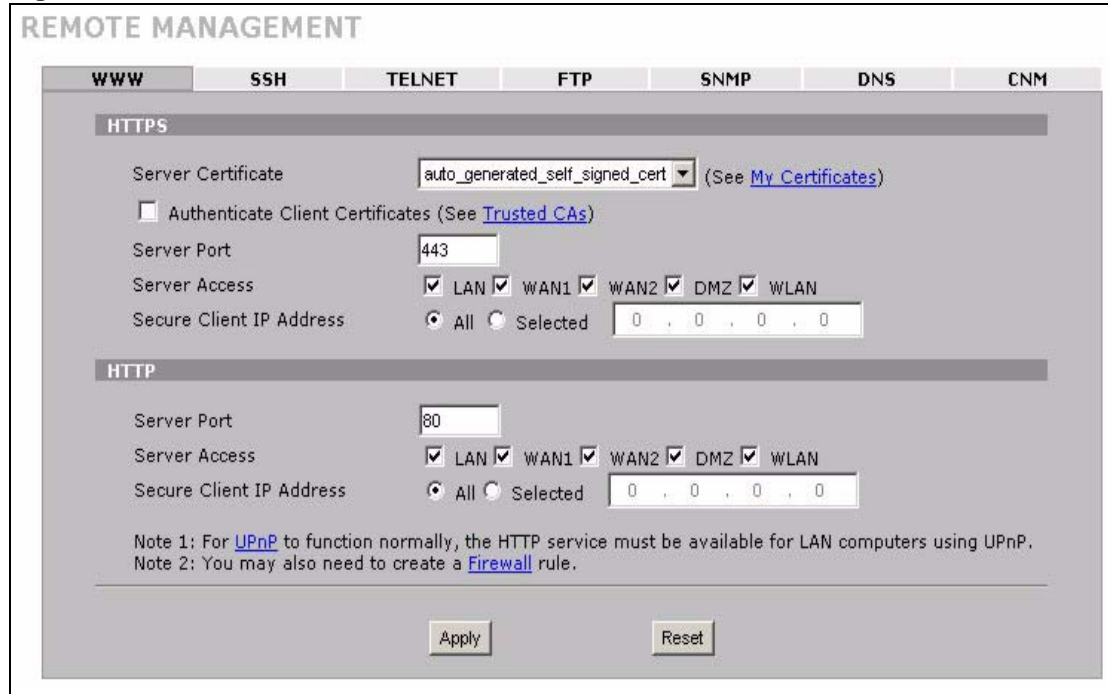 REMOTE MANAGEMENT
WWW SSH TELNET FTP SNMP DNS CNM
HTTPS
Server Certificate auto_generated_self_signed_cert (See My Certificates)
Authenticate Client Certificates (See Trusted CAs)
Server Port 443
Server Access LAN WAN1 WAN2 DMZ WLAN
Secure Client IP Address All Selected 0 . 0 . 0 . 0
HTTP
Server Port 80
Server Access LAN WAN1 WAN2 DMZ WLAN
Secure Client IP Address All Selected 0 . 0 . 0 . 0
Note 1: For UPnP to function normally, the HTTP service must be available for LAN computers using UPnP.
Note 2: You may also need to create a Firewall rule.
Apply Reset